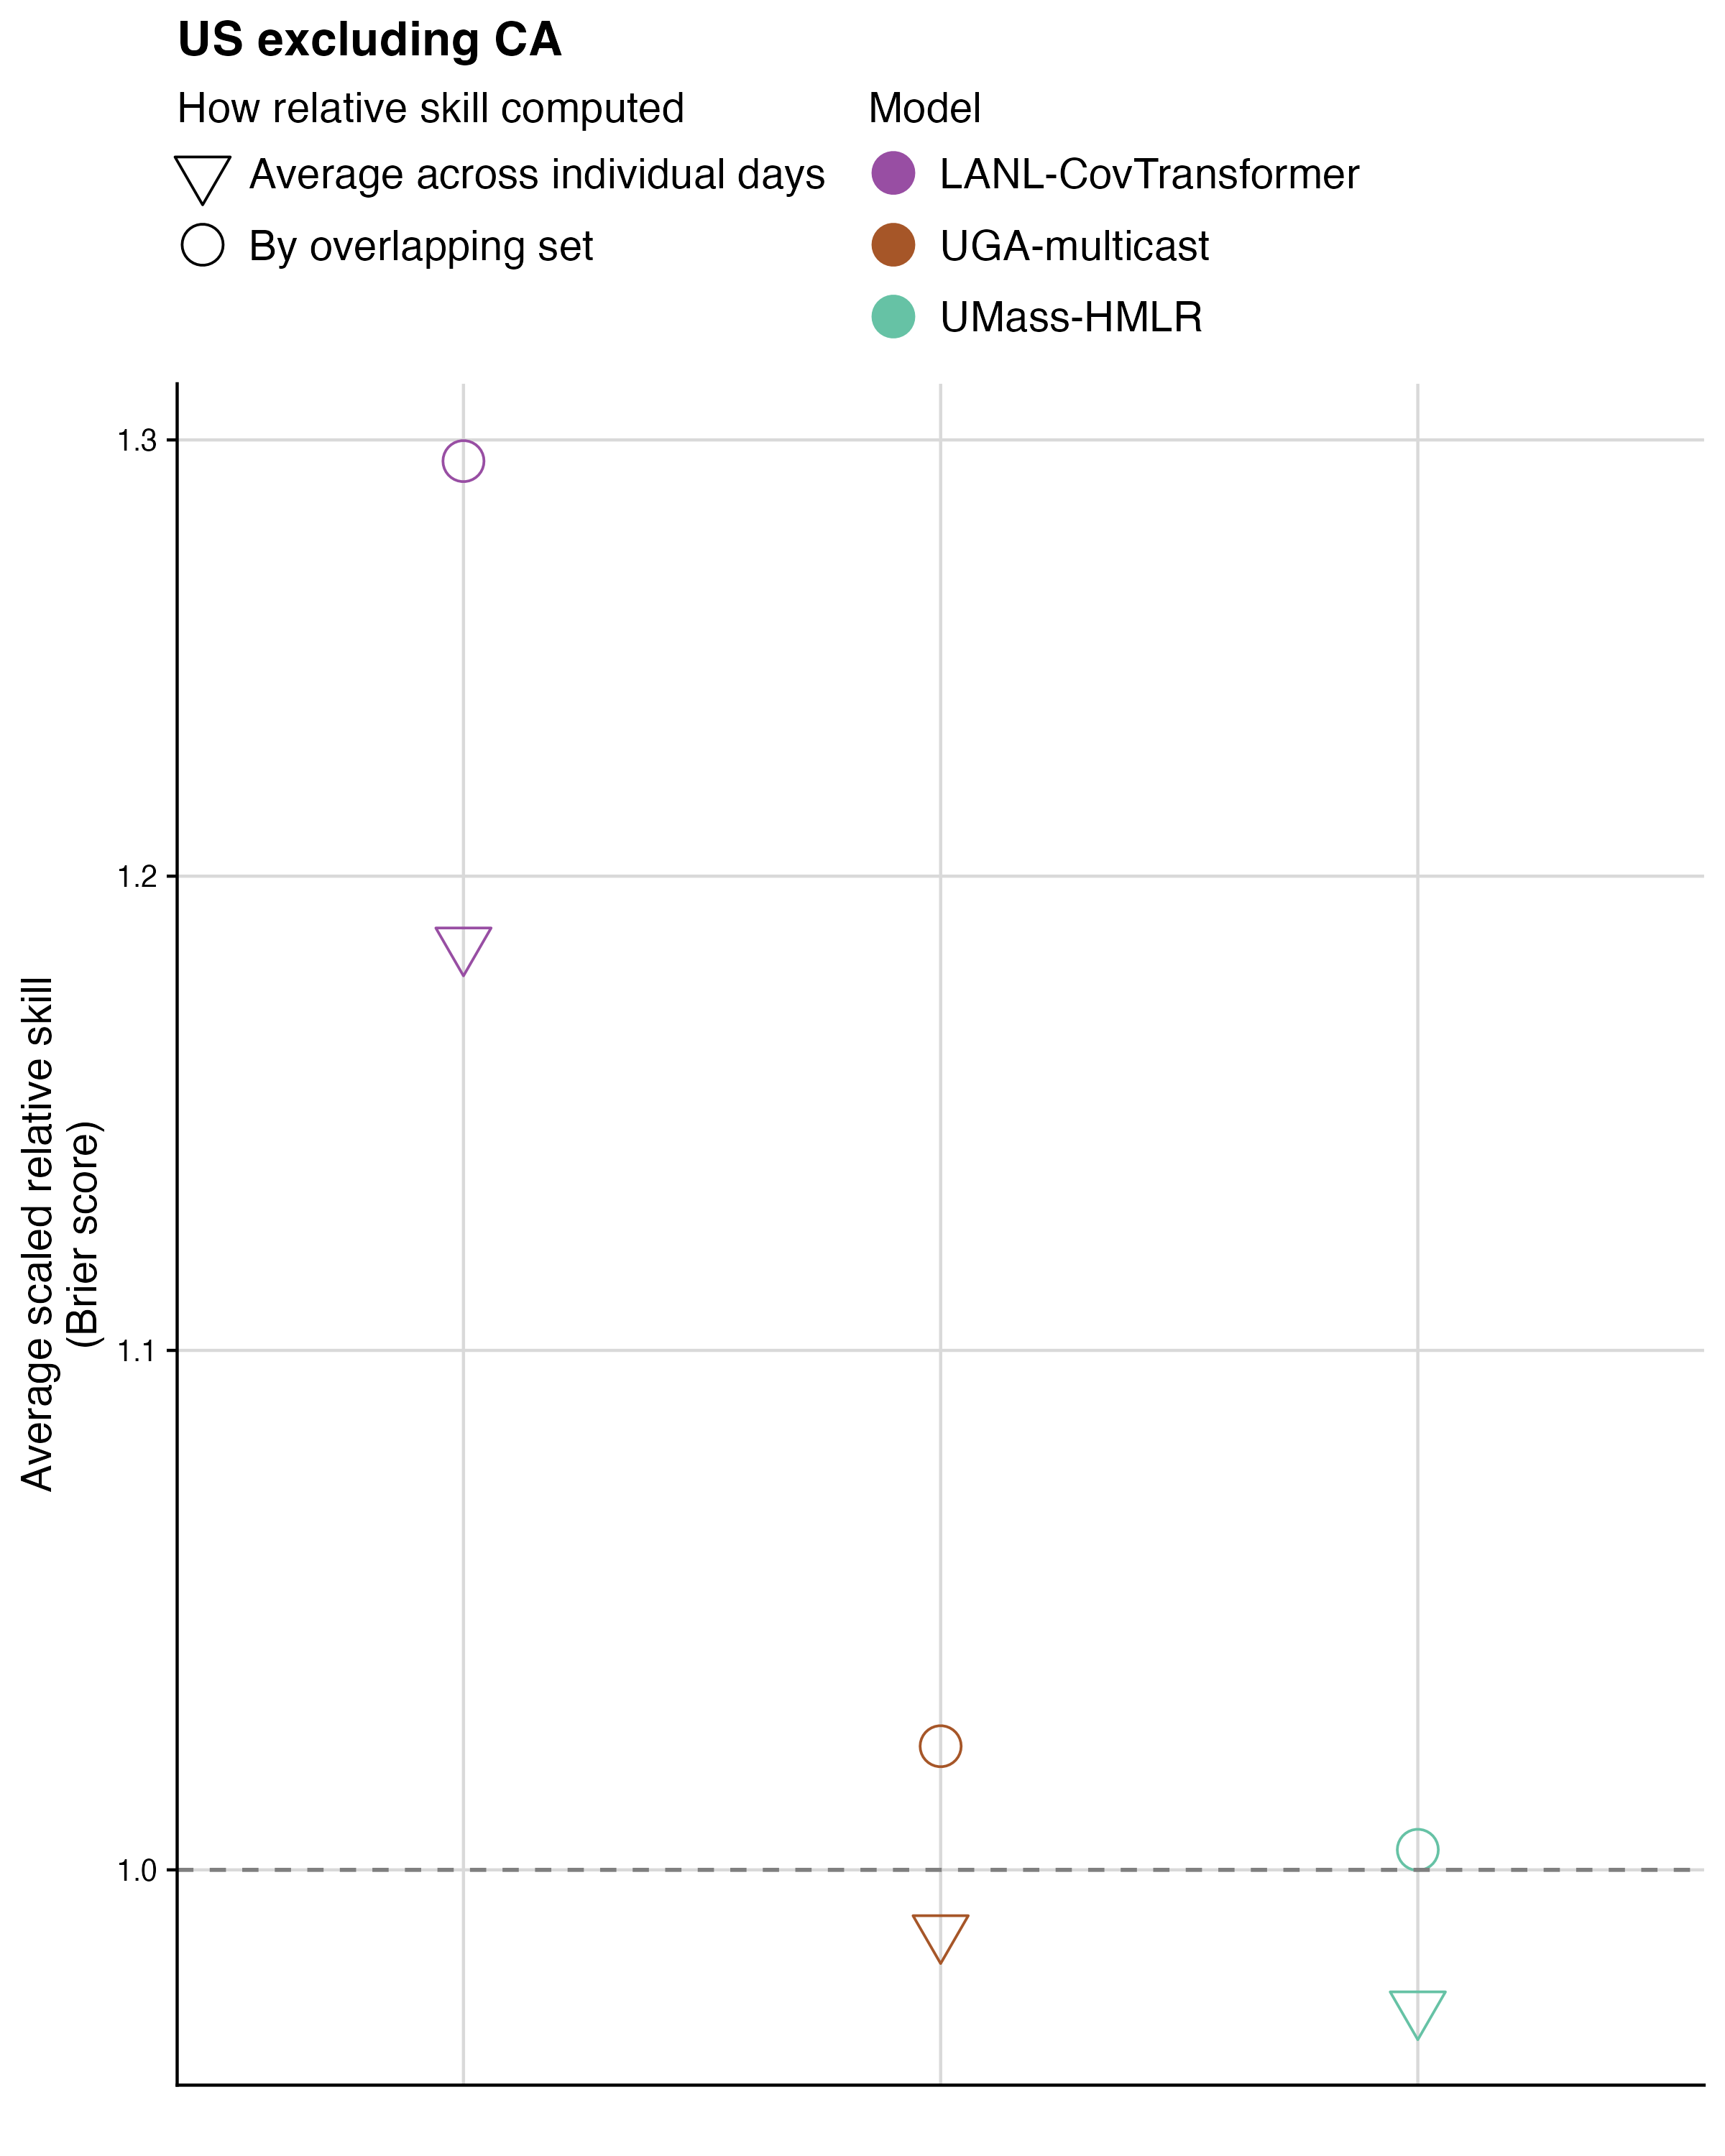 US excluding CA
How relative skill computed
Average across individual days
By overlapping set
Model
LANL-CovTransformer
UGA-multicast
UMass-HMLR
Average scaled relative skill
(Brier score)
1.3
1.2
1.1
1.0